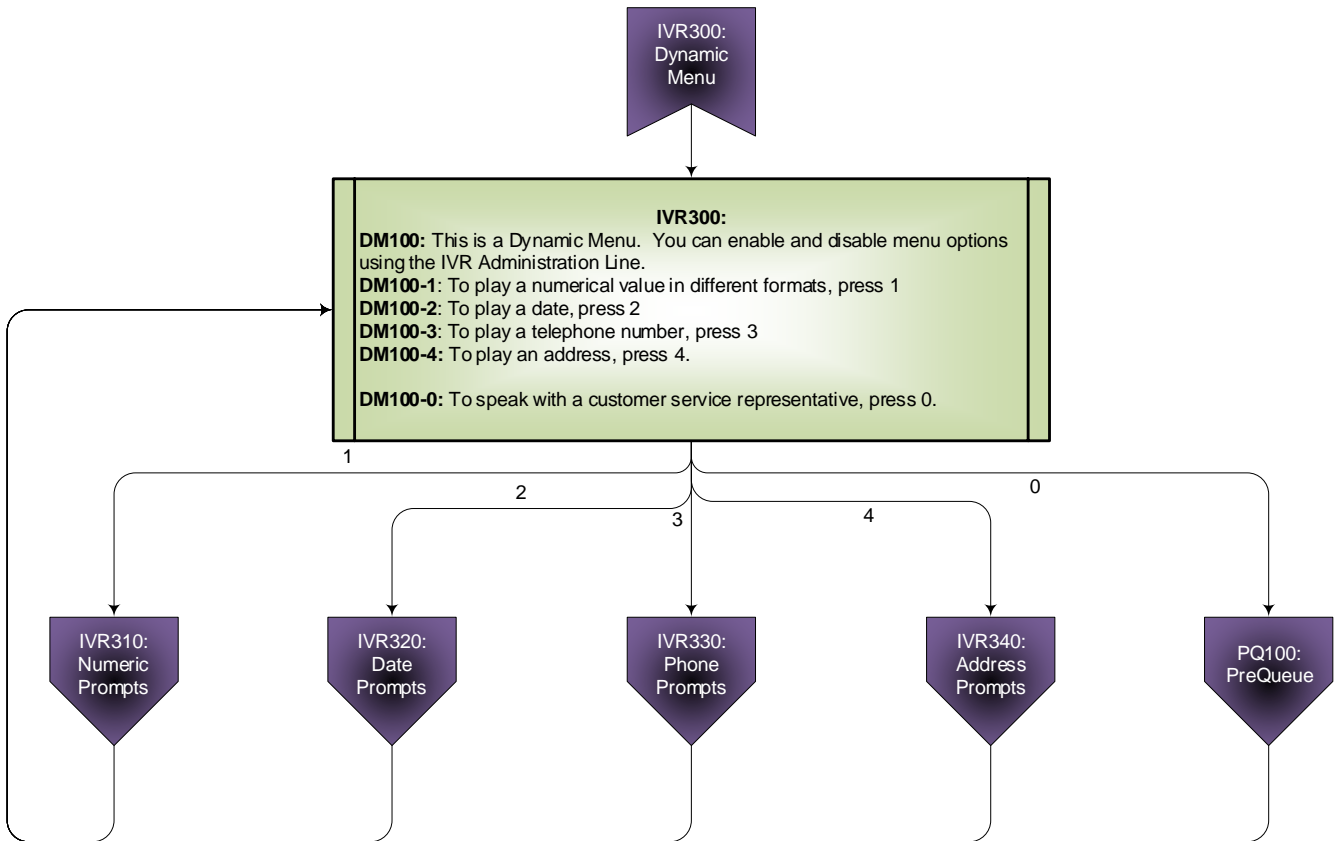 IVR300:
Dynamic
Menu
IVR300:
DM100: This is a Dynamic Menu. You can enable and disable menu options
using the IVR Administration Line.
DM100-1: To play a numerical value in different formats, press 1
DM100-2: To play a date, press 2
DM100-3: To play a telephone number, press 3
DM100-4: To play an address, press 4.
DM100-0: To speak with a customer service representative, press 0.
1
2
3
4
0
IVR310:
Numeric
Prompts
IVR320:
Date
Prompts
IVR330:
Phone
Prompts
IVR340:
Address
Prompts
PQ100:
PreQueue